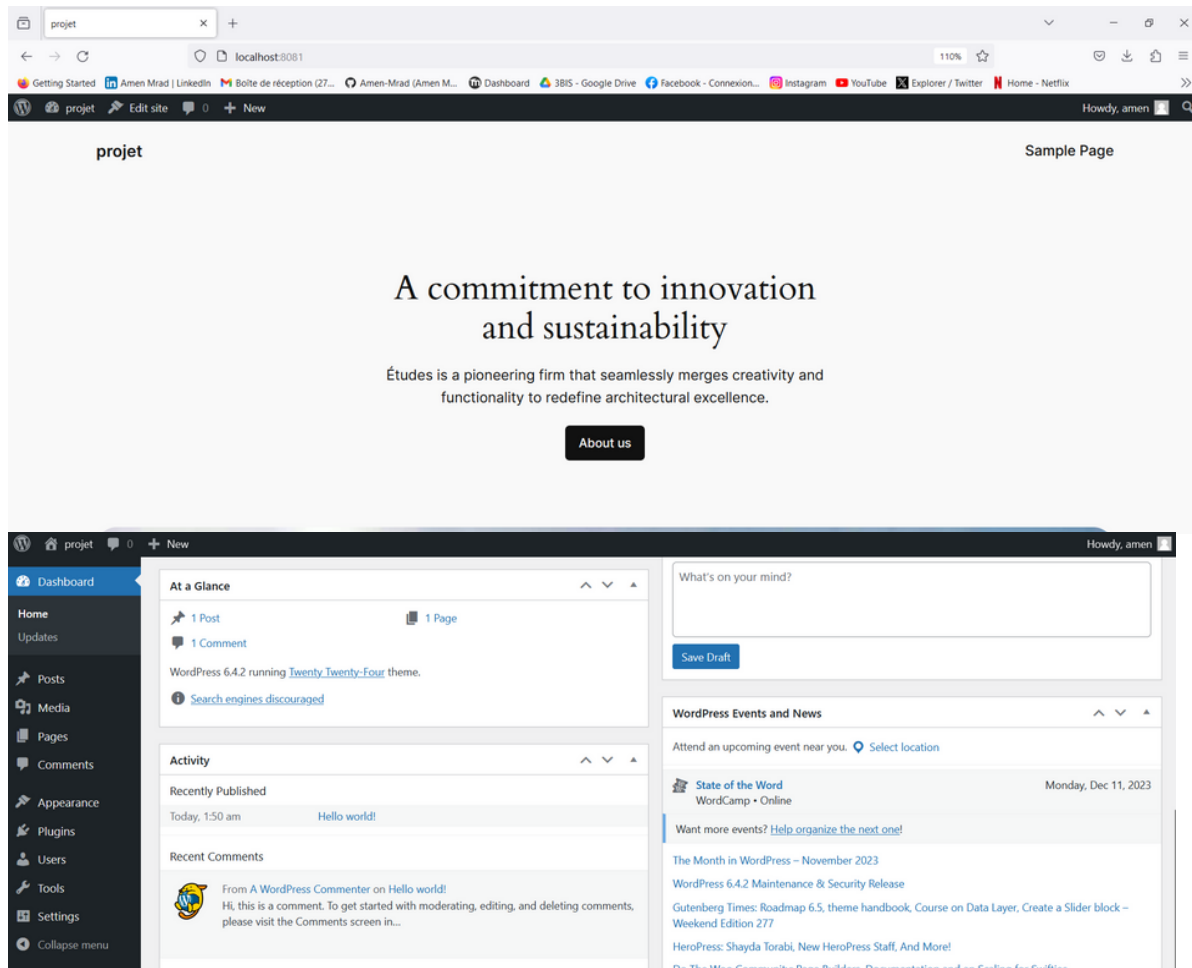 projet
localhost:8081
110%
Getting Started Amen Mrad | LinkedIn Boîte de réception (27... Amen-Mrad (Amen M... Dashboard 3BIS - Google Drive Facebook - Connexion... Instagram YouTube Explorer / Twitter Home - Netflix
projet Edit site 0 + New Howdy, amen
projet Sample Page
A commitment to innovation
and sustainability
Études is a pioneering firm that seamlessly merges creativity and
functionality to redefine architectural excellence.
About us
projet 0 + New Howdy, amen
Dashboard
Home
Updates
Posts
Media
Pages
Comments
Appearance
Plugins
Users
Tools
Settings
Collapse menu
At a Glance
1 Post 1 Page
1 Comment
WordPress 6.4.2 running Twenty Twenty-Four theme.
Search engines discouraged
Activity
Recently Published
Today, 1:50 am Hello world!
Recent Comments
From A WordPress Commenter on Hello world!
Hi, this is a comment. To get started with moderating, editing, and deleting comments,
please visit the Comments screen in...
What's on your mind?
Save Draft
WordPress Events and News
Attend an upcoming event near you. Select location
State of the Word Monday, Dec 11, 2023
WordCamp • Online
Want more events? Help organize the next one!
The Month in WordPress – November 2023
WordPress 6.4.2 Maintenance & Security Release
Gutenberg Times: Roadmap 6.5, theme handbook, Course on Data Layer, Create a Slider block –
Weekend Edition 277
HeroPress: Shayda Torabi, New HeroPress Staff, And More!